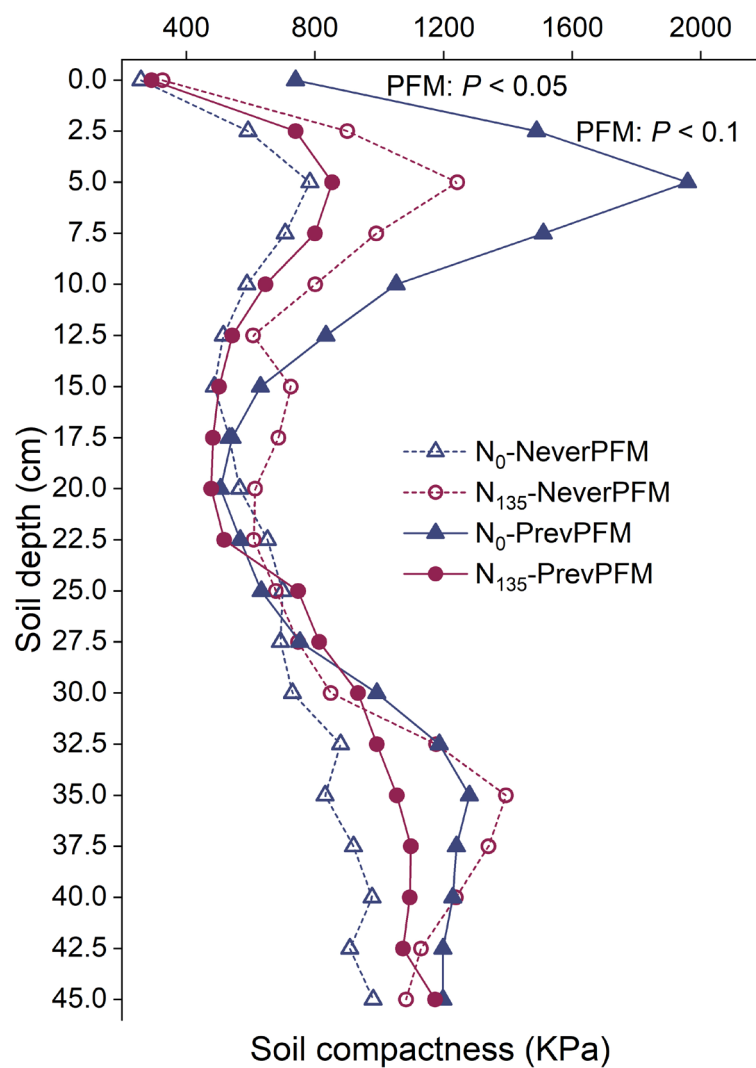 400 800 1200 1600 2000
0.0
PFM: P < 0.05
2.5
PFM: P < 0.1
5.0
7.5
10.0
12.5
15.0
17.5
20.0
22.5
25.0
27.5
30.0
32.5
35.0
37.5
40.0
42.5
45.0
Soil depth (cm)
N₀-NeverPFM
N₁₃₅-NeverPFM
N₀-PrevPFM
N₁₃₅-PrevPFM
Soil compactness (KPa)